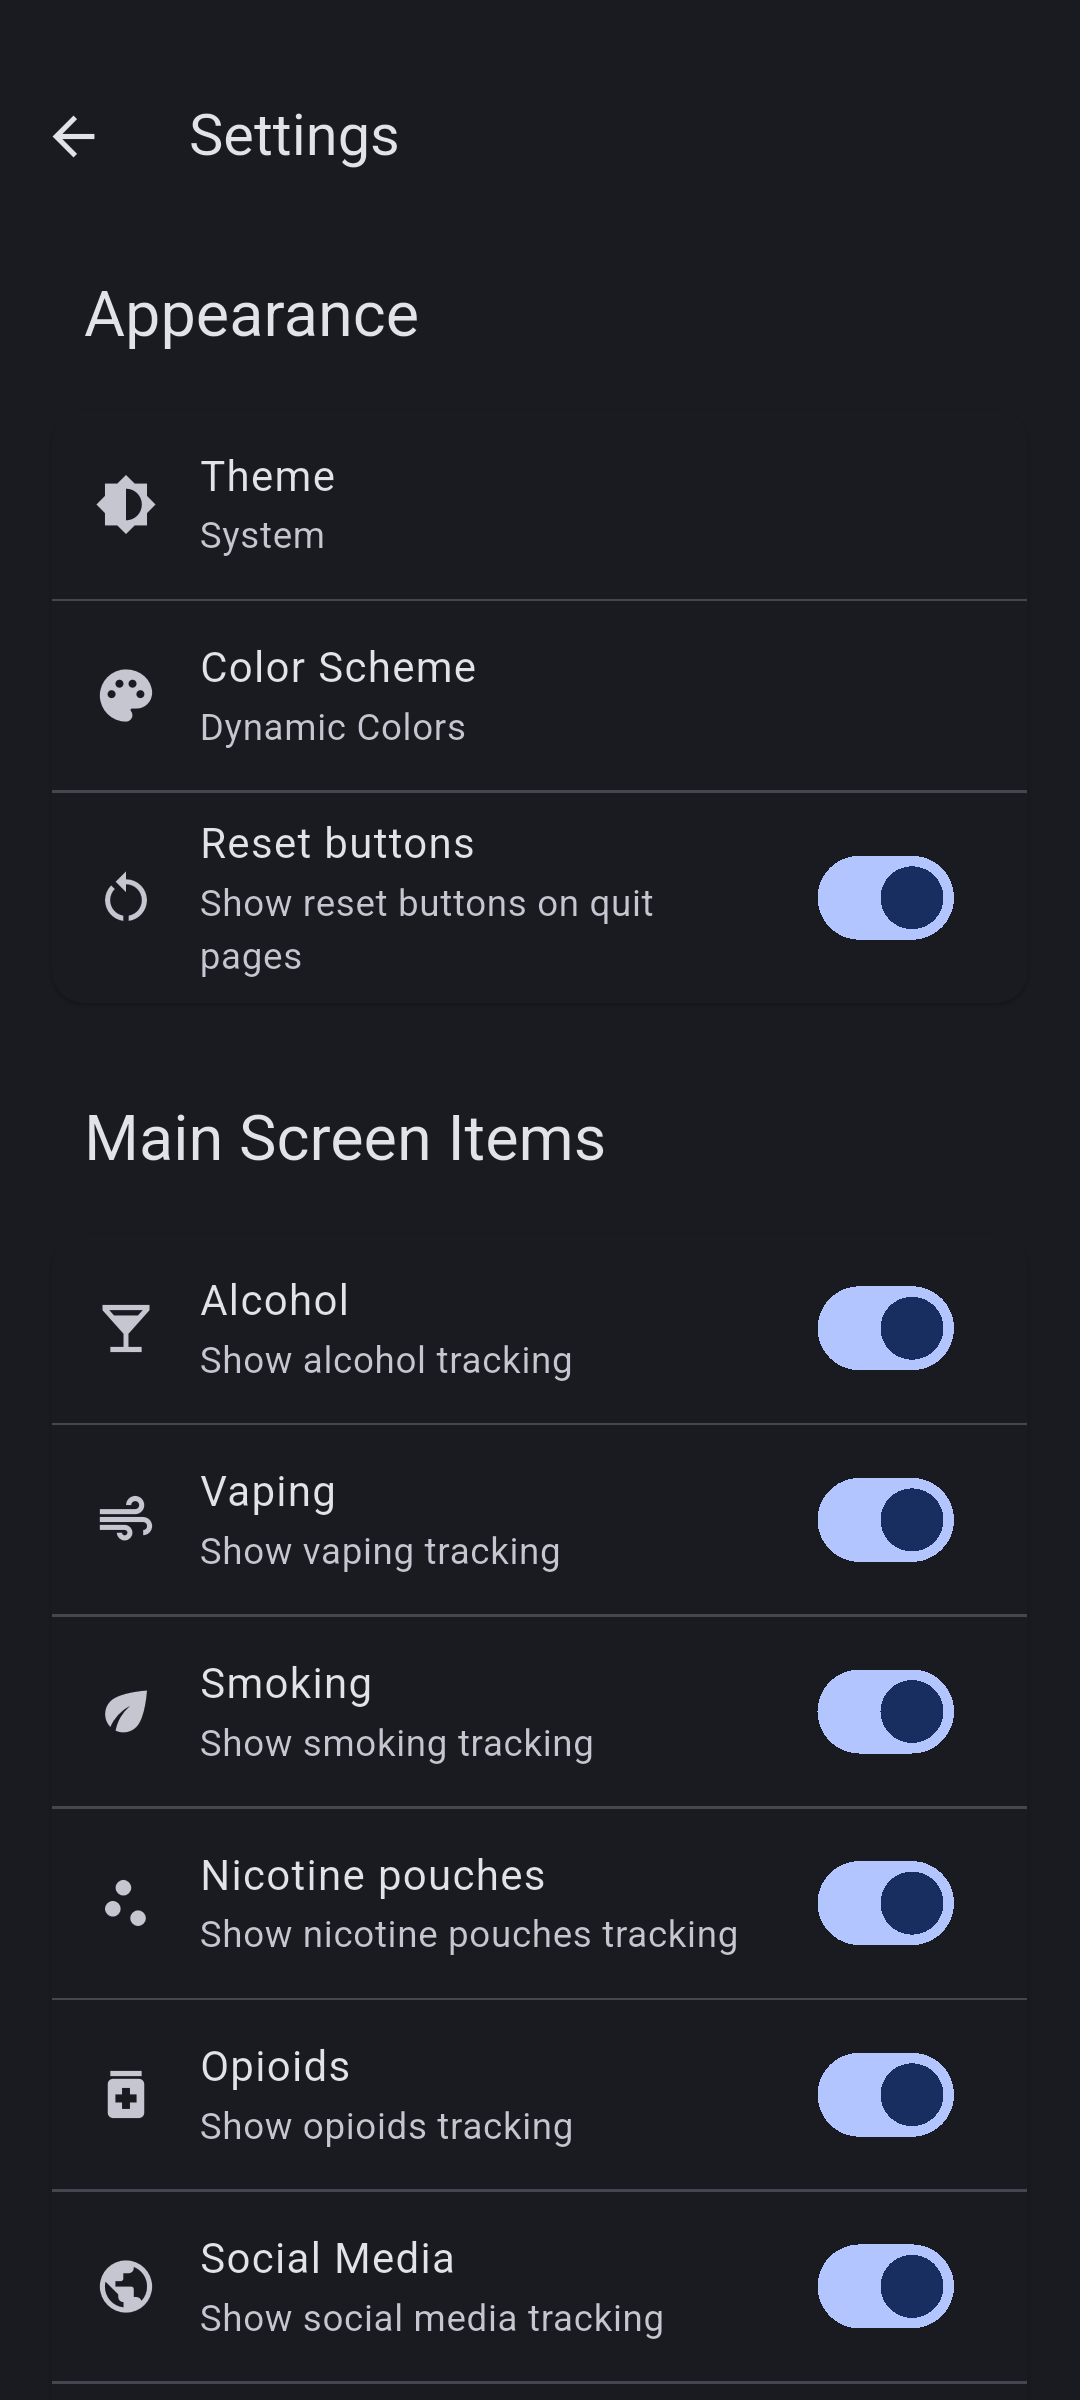 Settings
Appearance
Theme
System
Color Scheme
Dynamic Colors
Reset buttons
Show reset buttons on quit
pages
Main Screen Items
Alcohol
Show alcohol tracking
Vaping
Show vaping tracking
Smoking
Show smoking tracking
Nicotine pouches
Show nicotine pouches tracking
Opioids
Show opioids tracking
Social Media
Show social media tracking